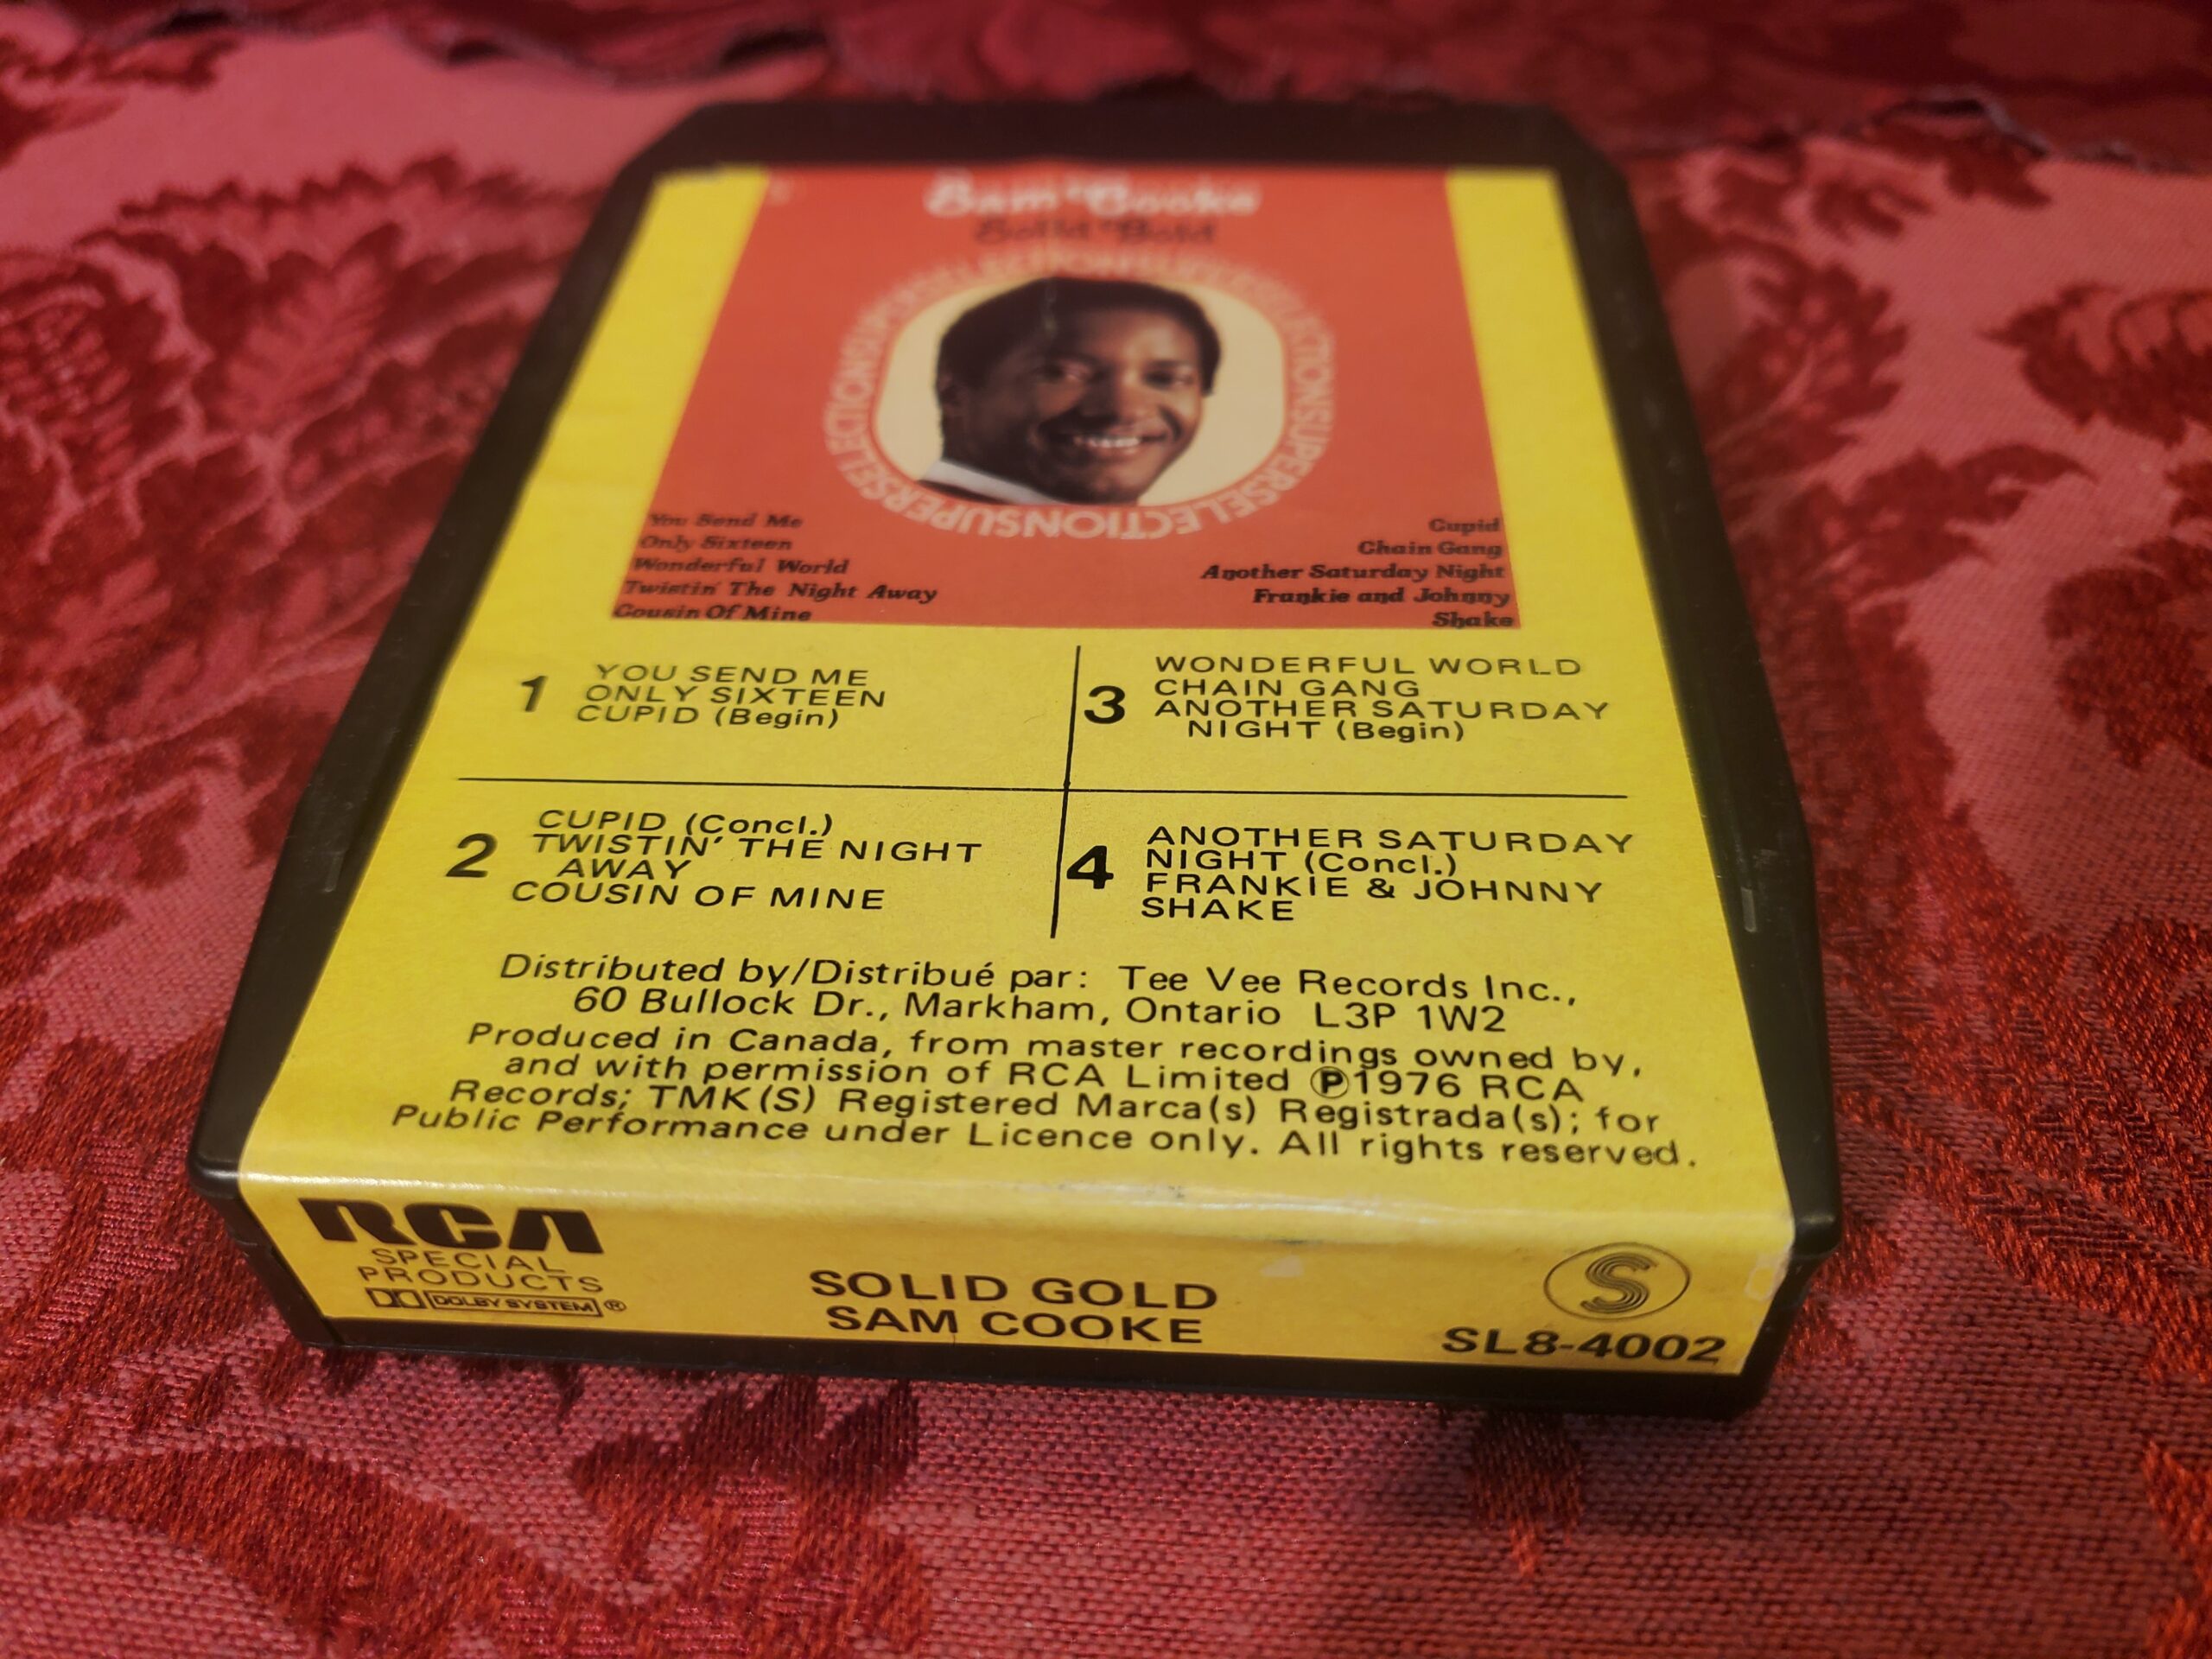 Sam Cooke
Solid Gold
SUPERSELECTIONSUPERSELECTIONSUPERSELECTIONSUPERSELECTION
You Send Me
Only Sixteen
Wonderful World
Twistin' The Night Away
Cousin Of Mine
Cupid
Chain Gang
Another Saturday Night
Frankie and Johnny
Shake
1
YOU SEND ME
ONLY SIXTEEN
CUPID (Begin)
2
CUPID (Concl.)
TWISTIN' THE NIGHT
AWAY
COUSIN OF MINE
3
WONDERFUL WORLD
CHAIN GANG
ANOTHER SATURDAY
NIGHT (Begin)
4
ANOTHER SATURDAY
NIGHT (Concl.)
FRANKIE & JOHNNY
SHAKE
Distributed by/Distribué par: Tee Vee Records Inc.,
60 Bullock Dr., Markham, Ontario L3P 1W2
Produced in Canada, from master recordings owned by,
and with permission of RCA Limited Ⓟ1976 RCA
Records; TMK(S) Registered Marca(s) Registrada(s); for
Public Performance under Licence only. All rights reserved.
RCA
SPECIAL
PRODUCTS
DOLBY SYSTEM ®
SOLID GOLD
SAM COOKE
S
SL8-4002